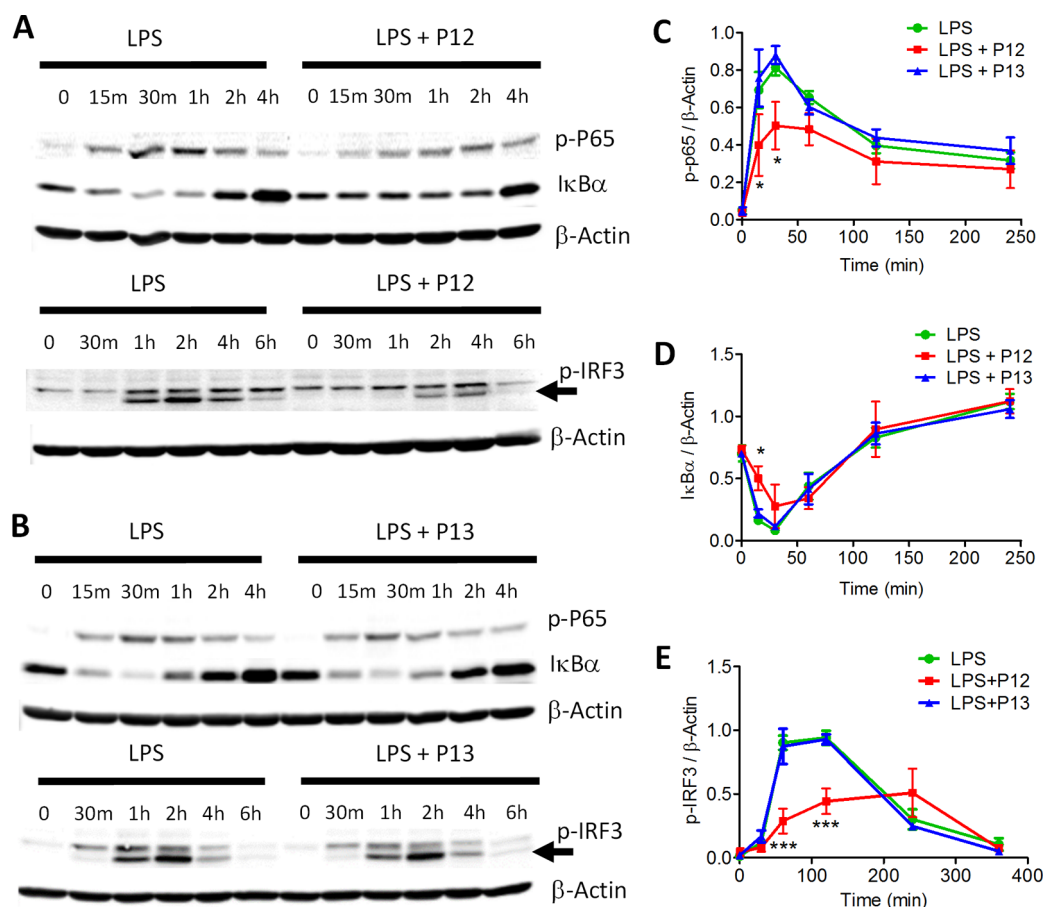 A
LPS LPS + P12
0 15m 30m 1h 2h 4h 0 15m 30m 1h 2h 4h
p-P65
IκBα
β-Actin
LPS LPS + P12
0 30m 1h 2h 4h 6h 0 30m 1h 2h 4h 6h
p-IRF3
β-Actin
B
LPS LPS + P13
0 15m 30m 1h 2h 4h 0 15m 30m 1h 2h 4h
p-P65
IκBα
β-Actin
LPS LPS + P13
0 30m 1h 2h 4h 6h 0 30m 1h 2h 4h 6h
p-IRF3
β-Actin
C
LPS
LPS + P12
LPS + P13
p-p65 / β-Actin
1.0
0.8
0.6
0.4
0.2
0.0
* *
0 50 100 150 200 250
Time (min)
D
LPS
LPS + P12
LPS + P13
IκBα / β-Actin
1.5
1.0
0.5
0.0
*
0 50 100 150 200 250
Time (min)
E
LPS
LPS+P12
LPS+P13
p-IRF3 / β-Actin
1.5
1.0
0.5
0.0
*** ***
0 100 200 300 400
Time (min)